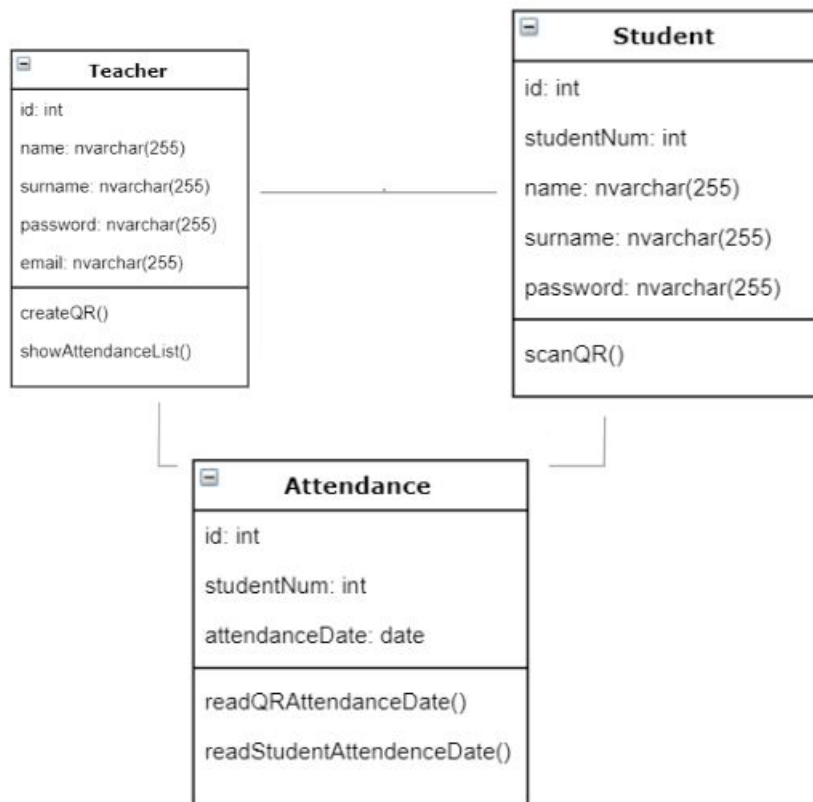 Teacher
id: int
name: nvarchar(255)
surname: nvarchar(255)
password: nvarchar(255)
email: nvarchar(255)
createQR()
showAttendanceList()
Student
id: int
studentNum: int
name: nvarchar(255)
surname: nvarchar(255)
password: nvarchar(255)
scanQR()
Attendance
id: int
studentNum: int
attendanceDate: date
readQRAttendanceDate()
readStudentAttendenceDate()